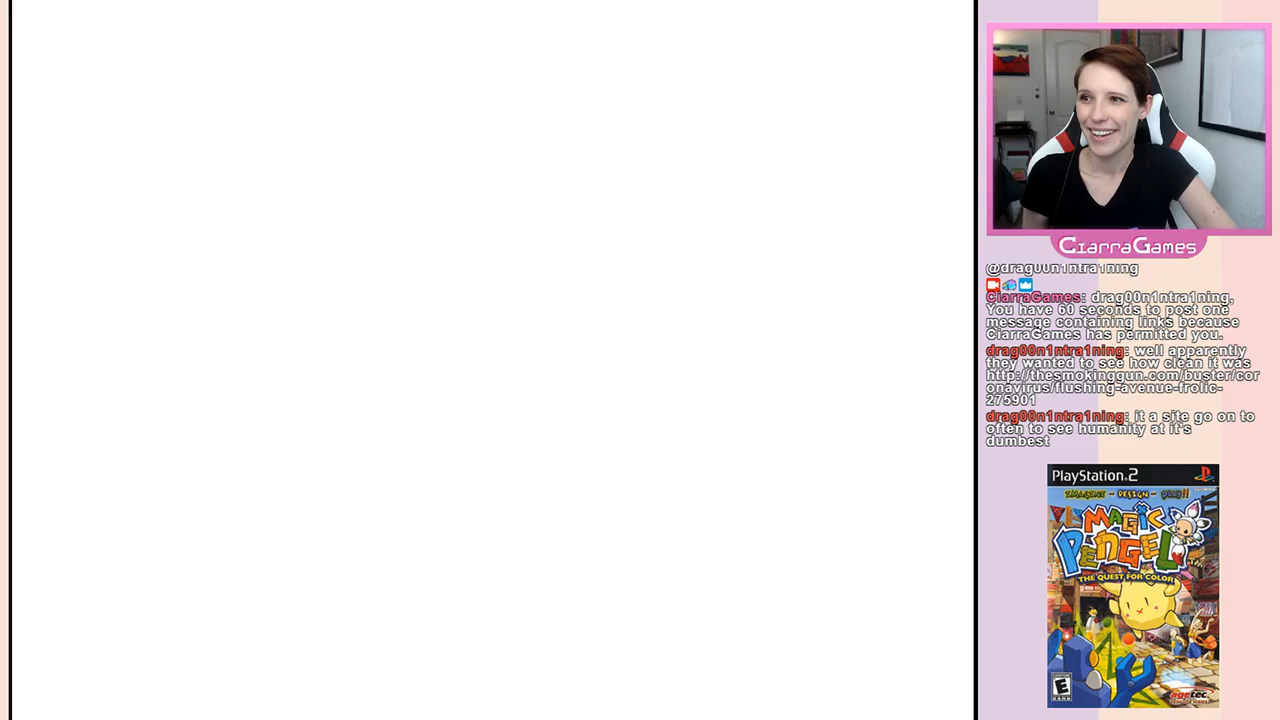 CiarraGames
@drag00n1ntra1ning
CiarraGames: drag00n1ntra1ning,
You have 60 seconds to post one
message containing links because
CiarraGames has permitted you.
drag00n1ntra1ning: well apparently
they wanted to see how clean it was
http://thesmokinggun.com/buster/cor
onavirus/flushing-avenue-frolic-
275901
drag00n1ntra1ning: it a site go on to
often to see humanity at it's
dumbest
PlayStation 2
IMAGINE - DESIGN - PLAY!!
MAGIC
PENGEL
THE QUEST FOR COLOR
E
agetec